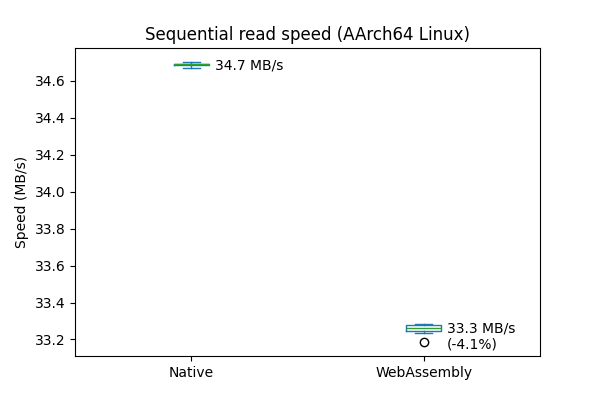 Sequential read speed (AArch64 Linux)
Speed (MB/s)
34.6
34.4
34.2
34.0
33.8
33.6
33.4
33.2
34.7 MB/s
33.3 MB/s
(-4.1%)
Native
WebAssembly